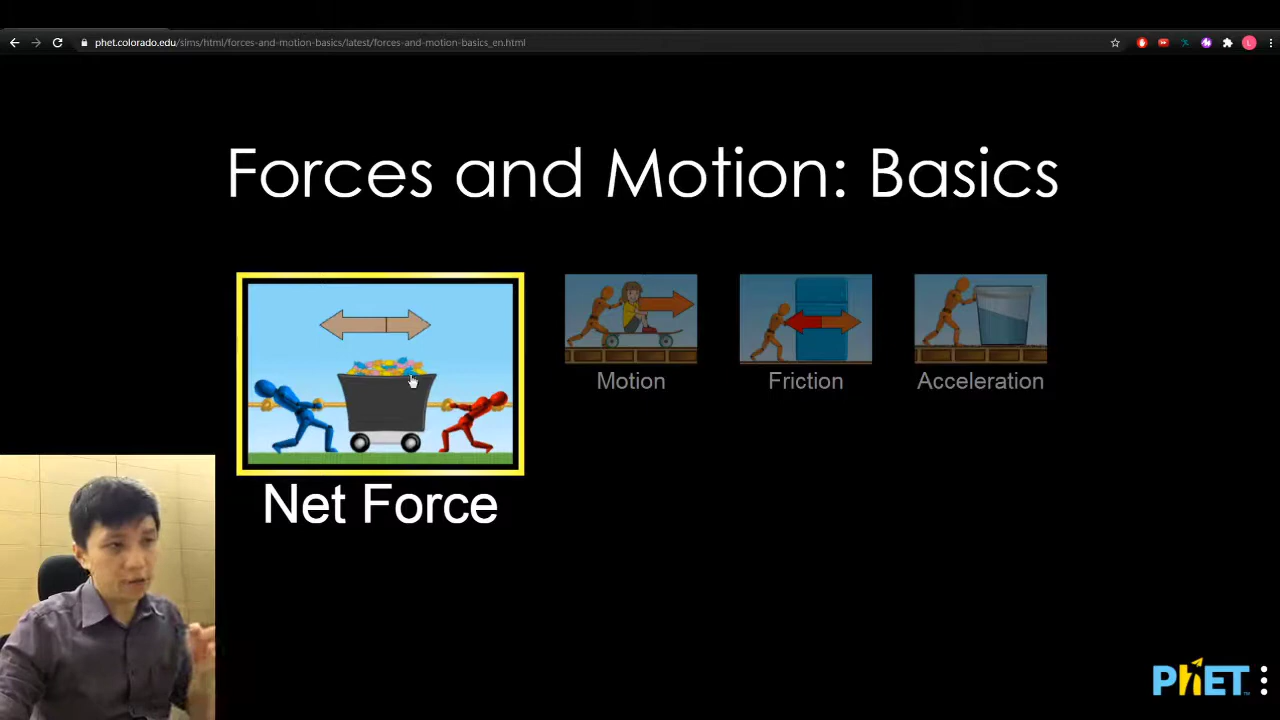 phet.colorado.edu/sims/html/forces-and-motion-basics/latest/forces-and-motion-basics_en.html
L
Forces and Motion: Basics
Motion
Friction
Acceleration
Net Force
PhET